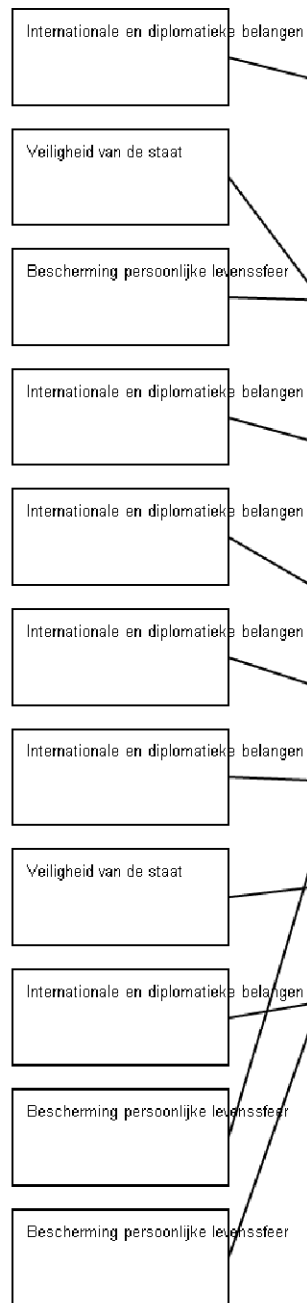 Internationale en diplomatieke belangen
Veiligheid van de staat
Bescherming persoonlijke levenssfeer
Internationale en diplomatieke belangen
Internationale en diplomatieke belangen
Internationale en diplomatieke belangen
Internationale en diplomatieke belangen
Veiligheid van de staat
Internationale en diplomatieke belangen
Bescherming persoonlijke levenssfeer
Bescherming persoonlijke levenssfeer